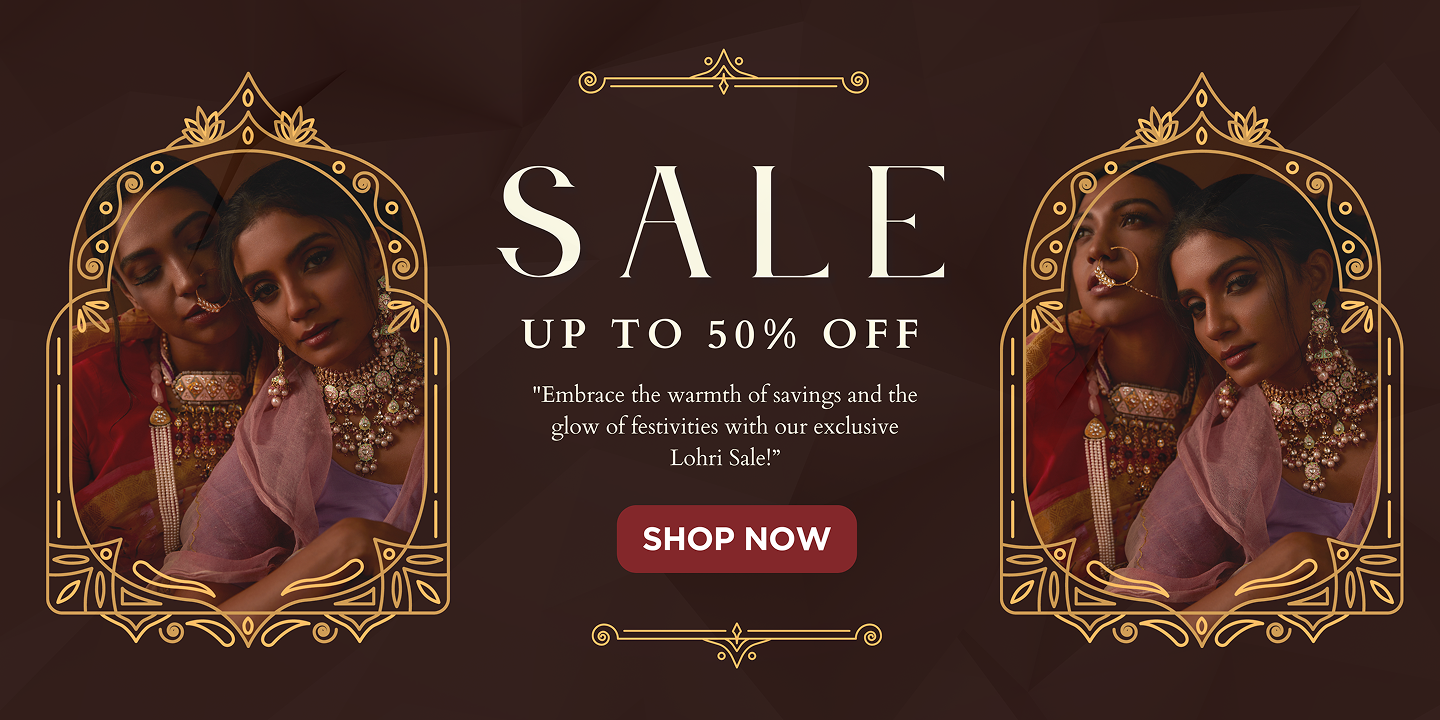 SALE
UP TO 50% OFF
"Embrace the warmth of savings and the
glow of festivities with our exclusive
Lohri Sale!”
SHOP NOW